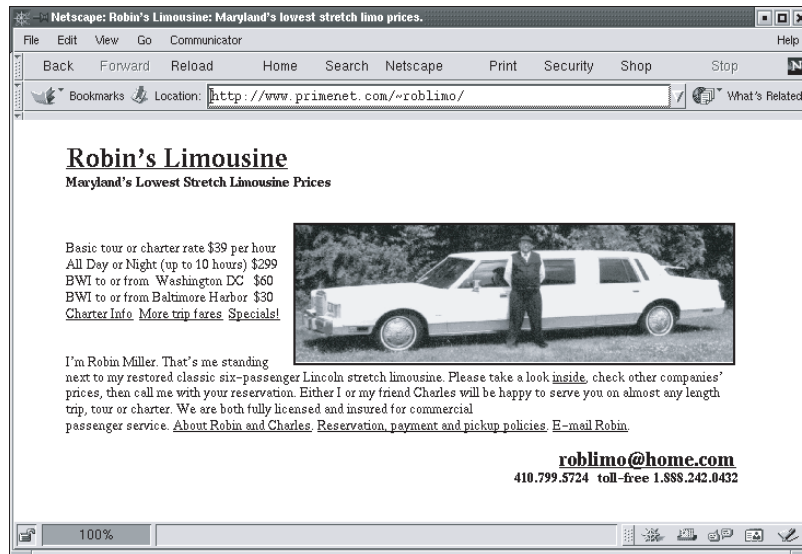 Netscape: Robin's Limousine: Maryland's lowest stretch limo prices.
File Edit View Go Communicator Help
Back Forward Reload Home Search Netscape Print Security Shop Stop N
Bookmarks Location: http://www.primenet.com/~roblimo/ What's Related
Robin's Limousine
Maryland's Lowest Stretch Limousine Prices
Basic tour or charter rate $39 per hour
All Day or Night (up to 10 hours) $299
BWI to or from Washington DC $60
BWI to or from Baltimore Harbor $30
Charter Info More trip fares Specials!
I'm Robin Miller. That's me standing
next to my restored classic six-passenger Lincoln stretch limousine. Please take a look inside, check other companies'
prices, then call me with your reservation. Either I or my friend Charles will be happy to serve you on almost any length
trip, tour or charter. We are both fully licensed and insured for commercial
passenger service. About Robin and Charles. Reservation, payment and pickup policies. E-mail Robin.
roblimo@home.com
410.799.5724 toll-free 1.888.242.0432
100%